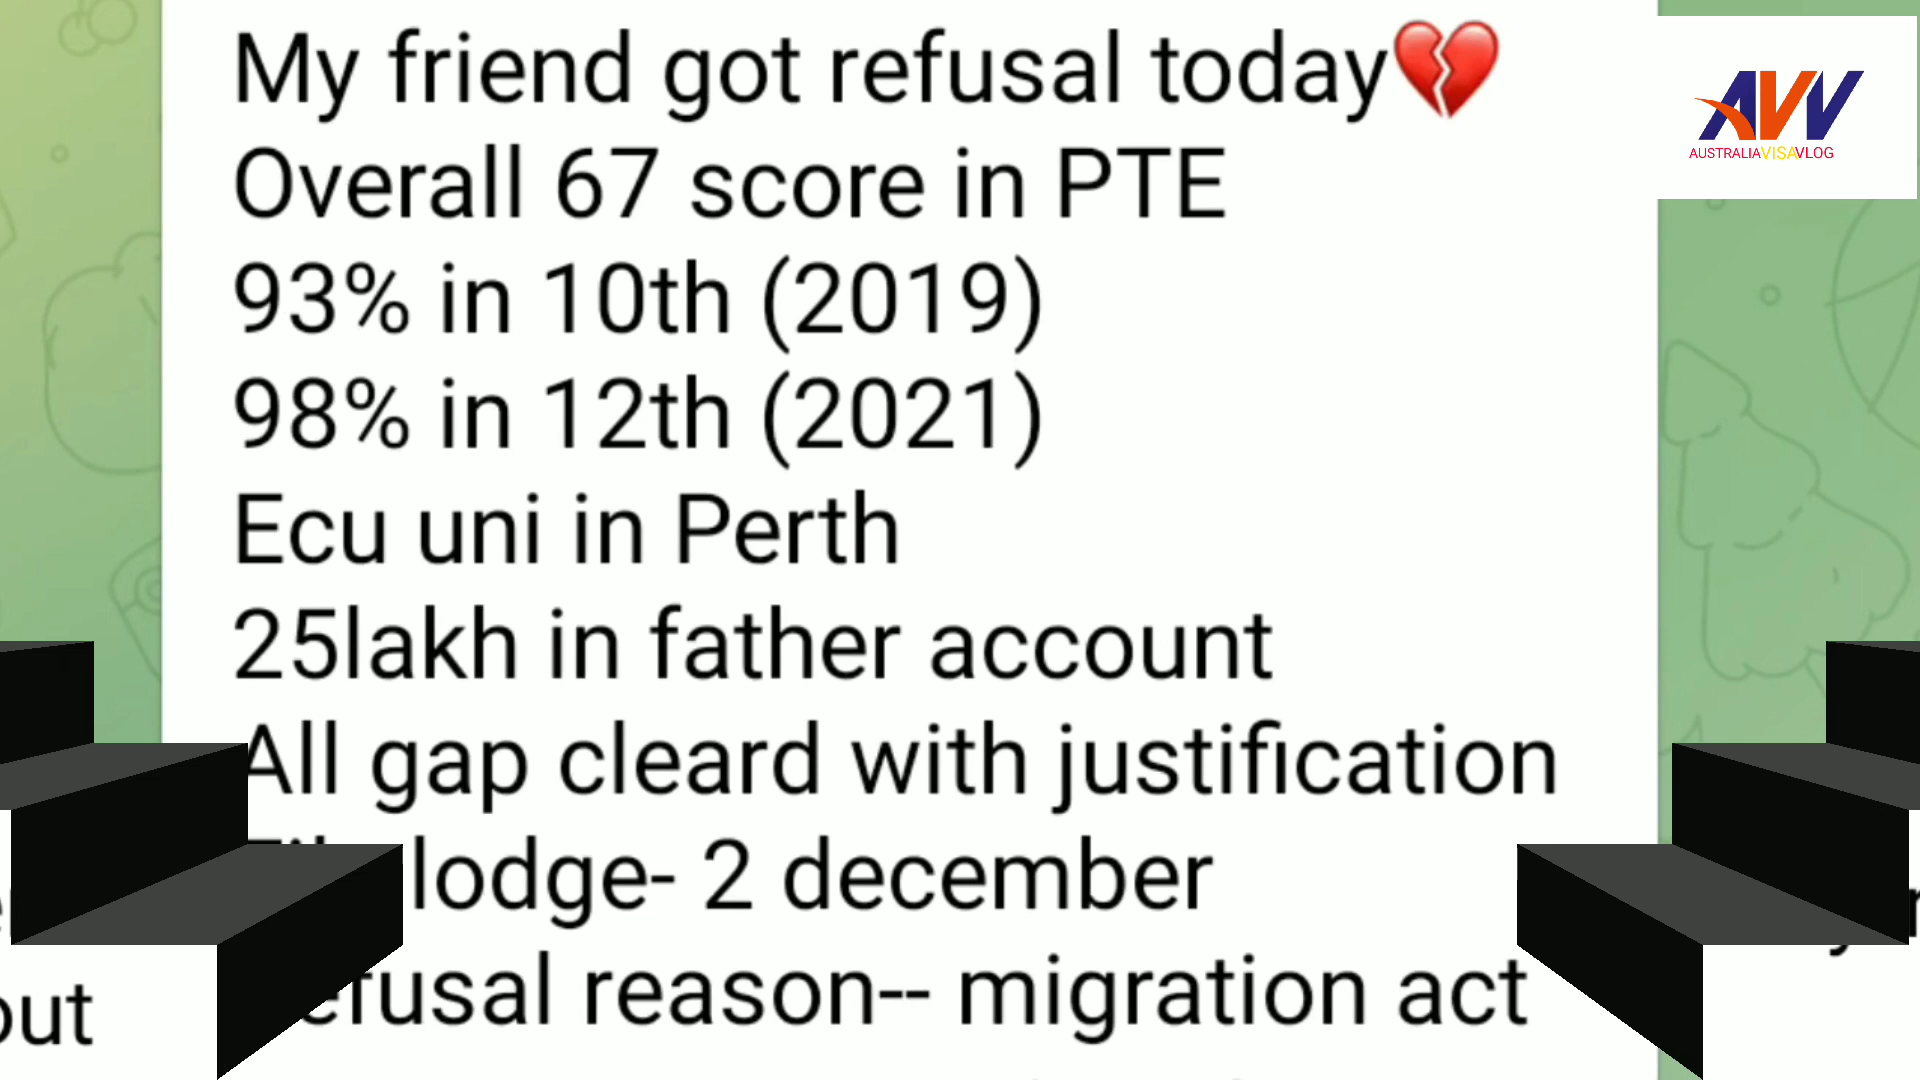 My friend got refusal today💔
Overall 67 score in PTE
93% in 10th (2019)
98% in 12th (2021)
Ecu uni in Perth
25lakh in father account
All gap cleard with justification
lodge- 2 december
refusal reason-- migration act
out
AVV
AUSTRALIAVISAVLOG